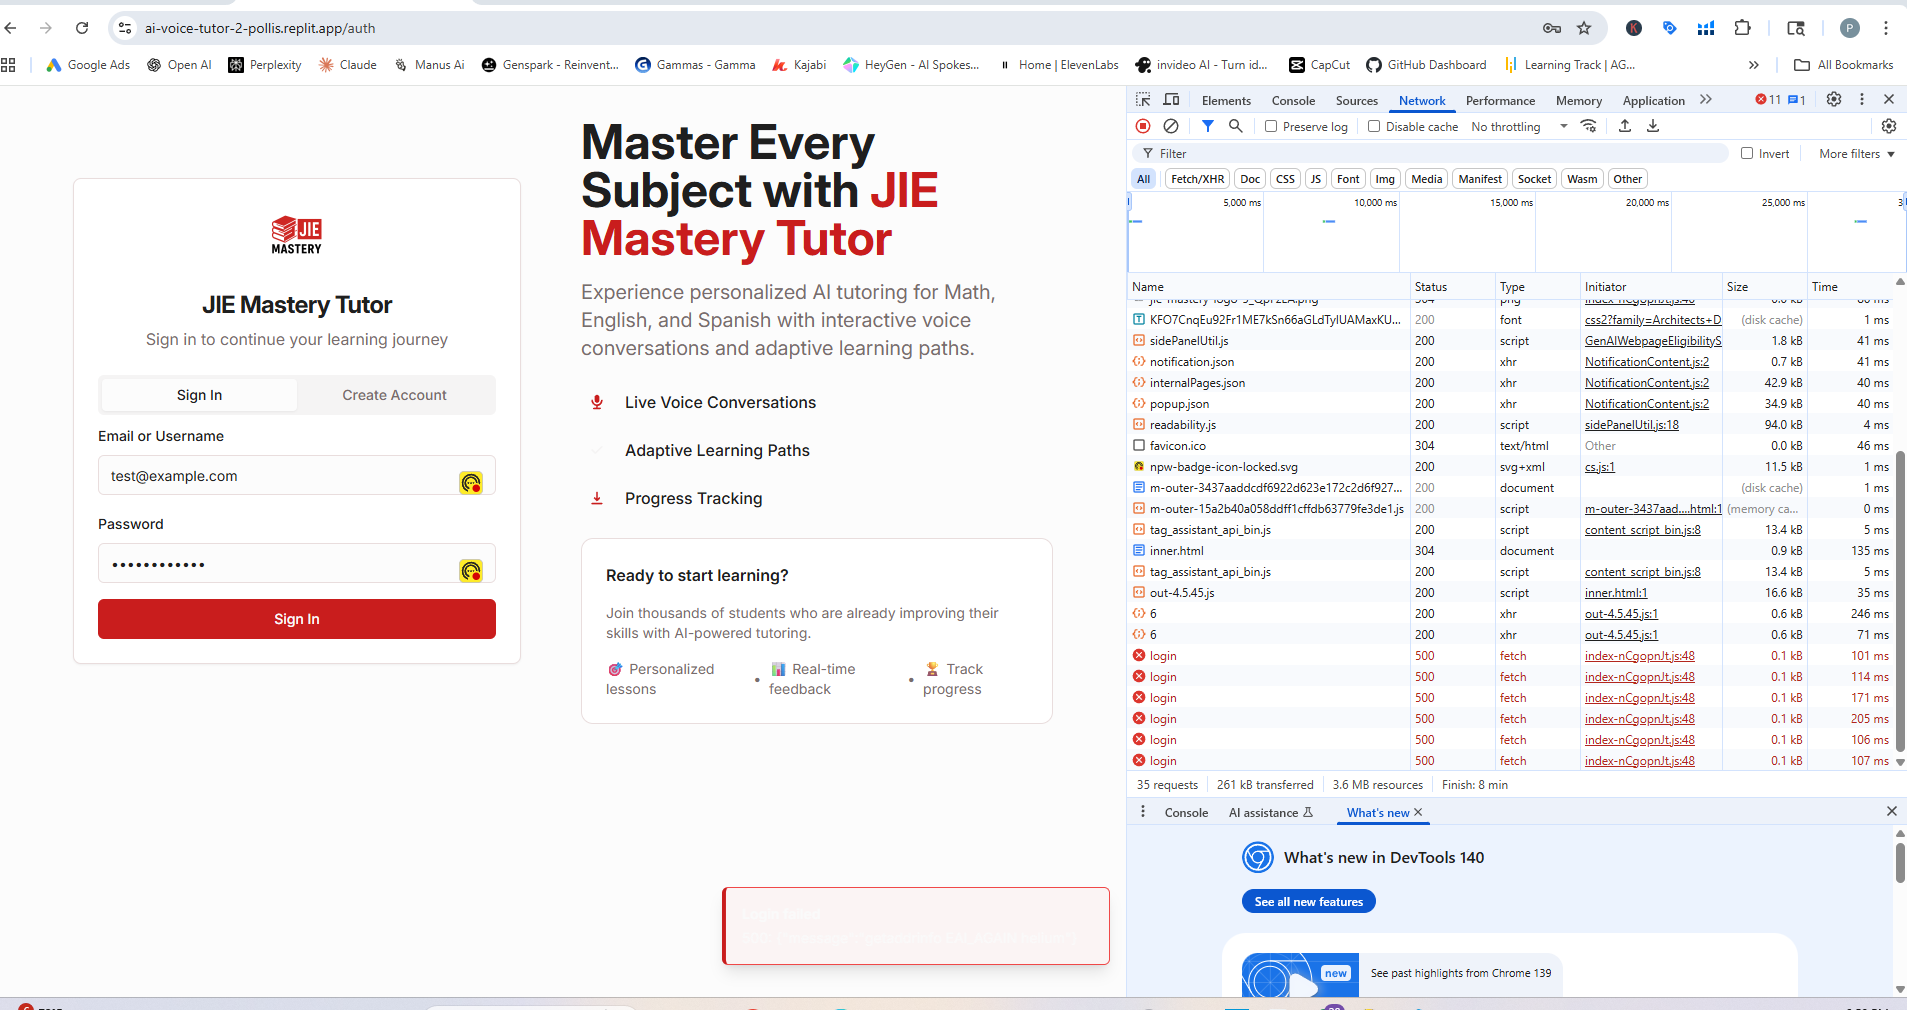 ai-voice-tutor-2-pollis.replit.app/auth
P
Google Ads
Open AI
Perplexity
Claude
Manus Ai
Genspark - Reinvent...
Gammas - Gamma
Kajabi
HeyGen - AI Spokes...
Home | ElevenLabs
invideo AI - Turn id...
CapCut
GitHub Dashboard
Learning Track | AG...
All Bookmarks
JIE
MASTERY
JIE Mastery Tutor
Sign in to continue your learning journey
Sign In
Create Account
Email or Username
test@example.com
Password
Sign In
Master Every
Subject with JIE
Mastery Tutor
Experience personalized AI tutoring for Math,
English, and Spanish with interactive voice
conversations and adaptive learning paths.
Live Voice Conversations
Adaptive Learning Paths
Progress Tracking
Ready to start learning?
Join thousands of students who are already improving their
skills with AI-powered tutoring.
Personalized
lessons
Real-time
feedback
Track
progress
Elements Console Sources Network Performance Memory Application 11 1
Preserve log Disable cache No throttling
Filter Invert More filters
All Fetch/XHR Doc CSS JS Font Img Media Manifest Socket Wasm Other
5,000 ms 10,000 ms 15,000 ms 20,000 ms 25,000 ms 3
Name Status Type Initiator Size Time
KFO7CnqEu92Fr1ME7kSn66aGLdTylUAMaxKU... 200 font css2?family=Architects+D (disk cache) 1 ms
sidePanelUtil.js 200 script GenAIWebpageEligibilityS 1.8 kB 41 ms
notification.json 200 xhr NotificationContent.js:2 0.7 kB 41 ms
internalPages.json 200 xhr NotificationContent.js:2 42.9 kB 40 ms
popup.json 200 xhr NotificationContent.js:2 34.9 kB 40 ms
readability.js 200 script sidePanelUtil.js:18 94.0 kB 4 ms
favicon.ico 304 text/html Other 0.0 kB 46 ms
npw-badge-icon-locked.svg 200 svg+xml cs.js:1 11.5 kB 1 ms
m-outer-3437aaddcdf6922d623e172c2d6f927... 200 document (disk cache) 1 ms
m-outer-15a2b40a058ddff1cffdb63779fe3de1.js 200 script m-outer-3437aad....html:1 (memory ca... 0 ms
tag_assistant_api_bin.js 200 script content_script_bin.js:8 13.4 kB 5 ms
inner.html 304 document 0.9 kB 135 ms
tag_assistant_api_bin.js 200 script content_script_bin.js:8 13.4 kB 5 ms
out-4.5.45.js 200 script inner.html:1 16.6 kB 35 ms
6 200 xhr out-4.5.45.js:1 0.6 kB 246 ms
6 200 xhr out-4.5.45.js:1 0.6 kB 71 ms
login 500 fetch index-nCgopnJt.js:48 0.1 kB 101 ms
login 500 fetch index-nCgopnJt.js:48 0.1 kB 114 ms
login 500 fetch index-nCgopnJt.js:48 0.1 kB 171 ms
login 500 fetch index-nCgopnJt.js:48 0.1 kB 205 ms
login 500 fetch index-nCgopnJt.js:48 0.1 kB 106 ms
login 500 fetch index-nCgopnJt.js:48 0.1 kB 107 ms
35 requests 261 kB transferred 3.6 MB resources Finish: 8 min
Console AI assistance What's new
What's new in DevTools 140
See all new features
new
See past highlights from Chrome 139